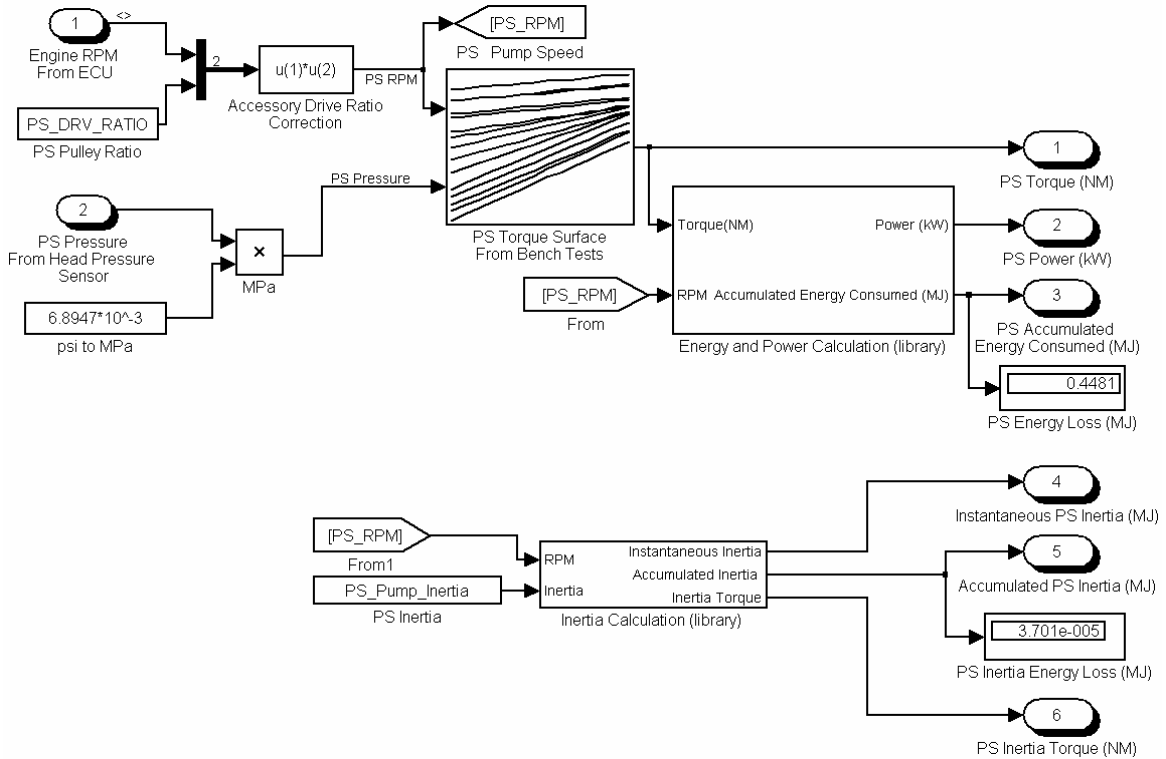 1
<>
Engine RPM
From ECU
PS_DRV_RATIO
PS Pulley Ratio
2
u(1)*u(2)
Accessory Drive Ratio
Correction
PS RPM
[PS_RPM]
PS Pump Speed
2
PS Pressure
From Head Pressure
Sensor
6.8947*10^-3
psi to MPa
×
MPa
PS Pressure
PS Torque Surface
From Bench Tests
[PS_RPM]
From
Torque(NM)
Power (kW)
RPM
Accumulated Energy Consumed (MJ)
Energy and Power Calculation (library)
1
PS Torque (NM)
2
PS Power (kW)
3
PS Accumulated
Energy Consumed (MJ)
0.4481
PS Energy Loss (MJ)
[PS_RPM]
From1
PS_Pump_Inertia
PS Inertia
RPM
Inertia
Instantaneous Inertia
Accumulated Inertia
Inertia Torque
Inertia Calculation (library)
4
Instantaneous PS Inertia (MJ)
5
Accumulated PS Inertia (MJ)
3.701e-005
PS Inertia Energy Loss (MJ)
6
PS Inertia Torque (NM)